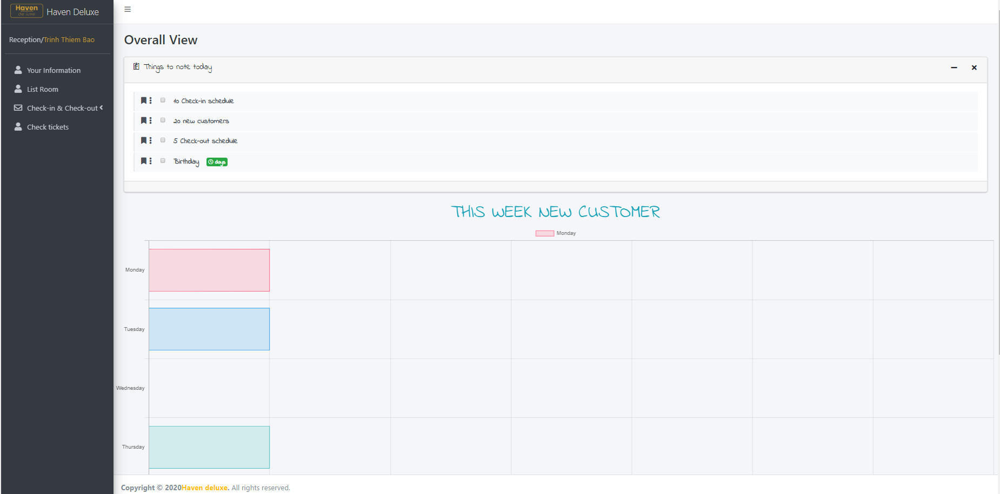 Haven
de luxe
Haven Deluxe
Reception/Trinh Thiem Bao
Your Information
List Room
Check-in & Check-out
Check tickets
Overall View
Things to note today
10 Check-in schedule
20 new customers
5 Check-out schedule
Birthday days
THIS WEEK NEW CUSTOMER
Monday
Monday
Tuesday
Wednesday
Thursday
Copyright © 2020Haven deluxe. All rights reserved.